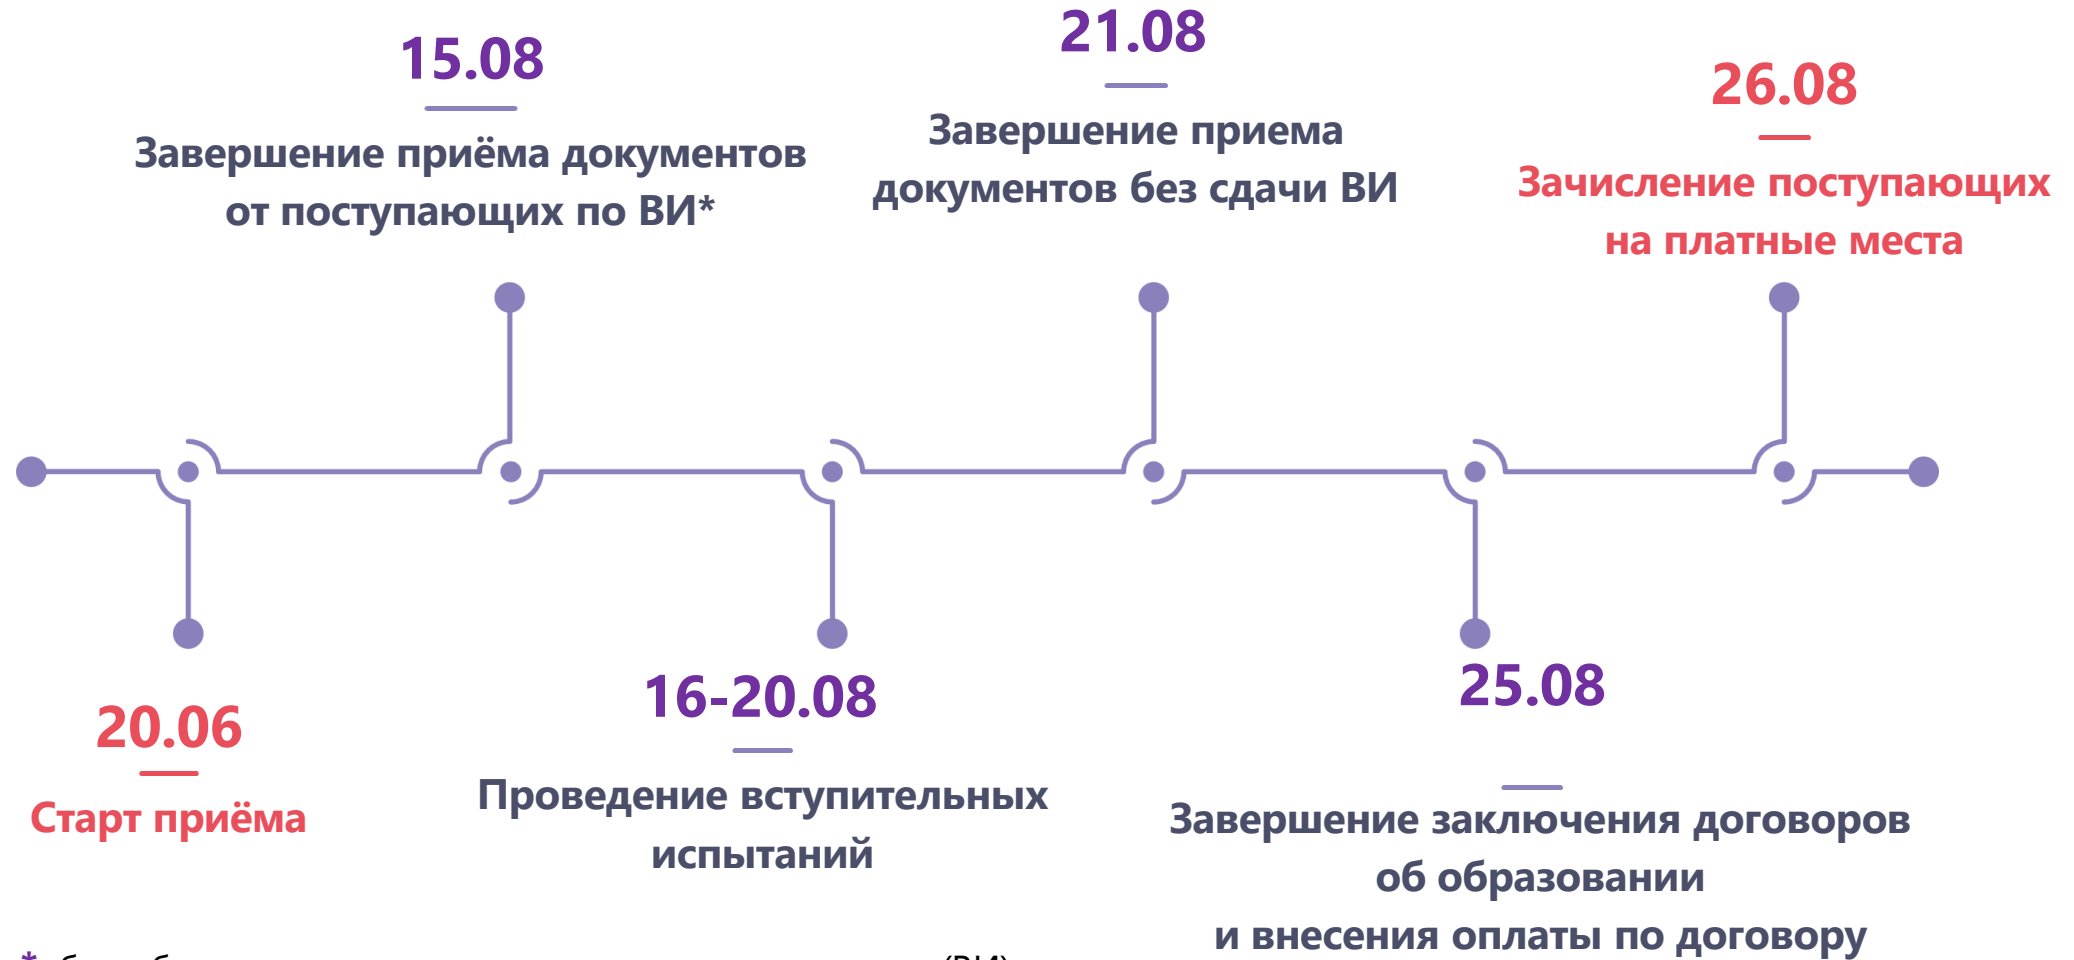 15.08
Завершение приёма документов
от поступающих по ВИ*
21.08
Завершение приема
документов без сдачи ВИ
26.08
Зачисление поступающих
на платные места
20.06
Старт приёма
16-20.08
Проведение вступительных
испытаний
25.08
Завершение заключения договоров
об образовании
и внесения оплаты по договору
* (ВИ)